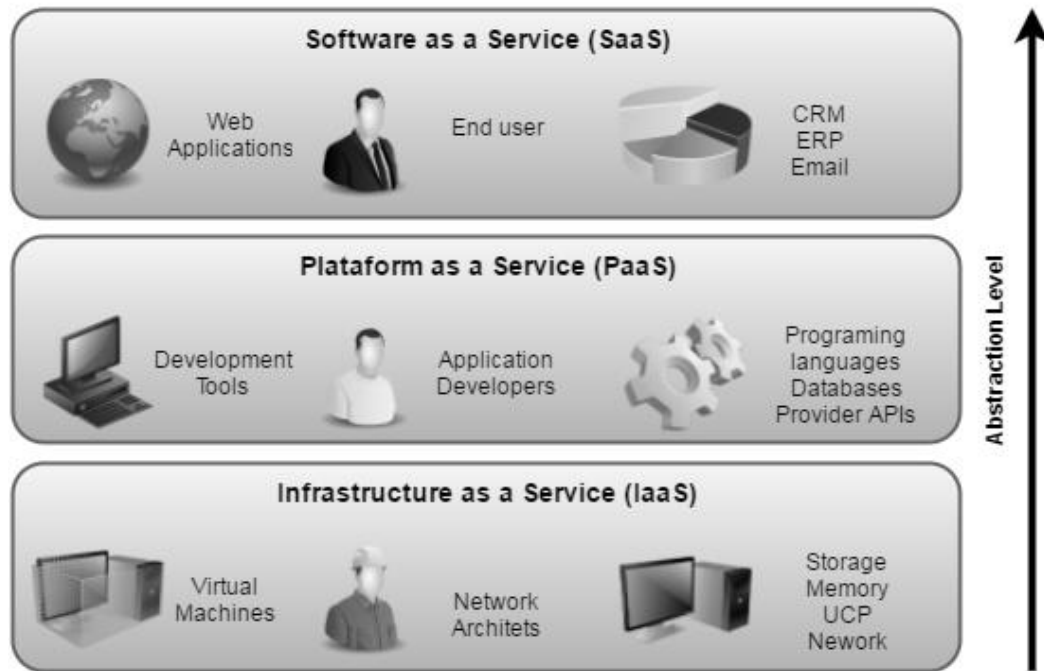 Software as a Service (SaaS)
Web
Applications
End user
CRM
ERP
Email
Plataform as a Service (PaaS)
Development
Tools
Application
Developers
Programing
languages
Databases
Provider APIs
Infrastructure as a Service (IaaS)
Virtual
Machines
Network
Architets
Storage
Memory
UCP
Nework
Abstraction Level